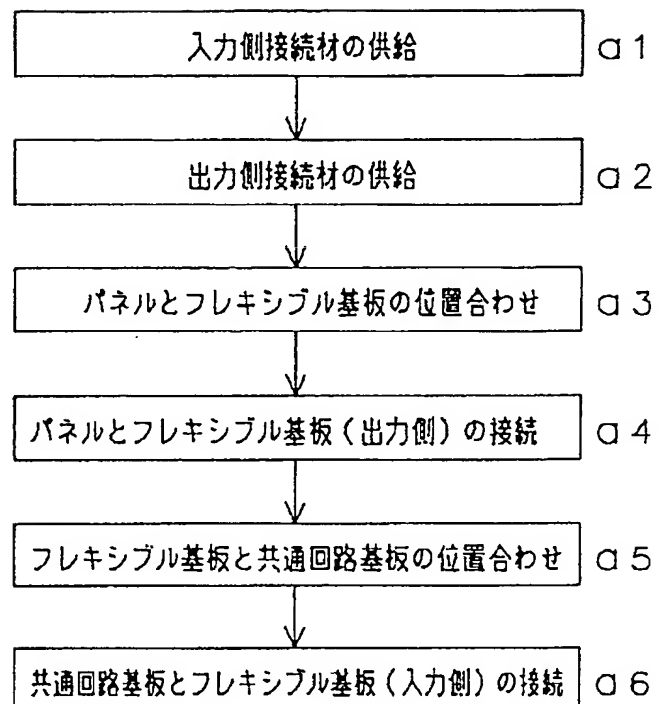 入力側接続材の供給 a1
出力側接続材の供給 a2
パネルとフレキシブル基板の位置合わせ a3
パネルとフレキシブル基板(出力側)の接続 a4
フレキシブル基板と共通回路基板の位置合わせ a5
共通回路基板とフレキシブル基板(入力側)の接続 a6